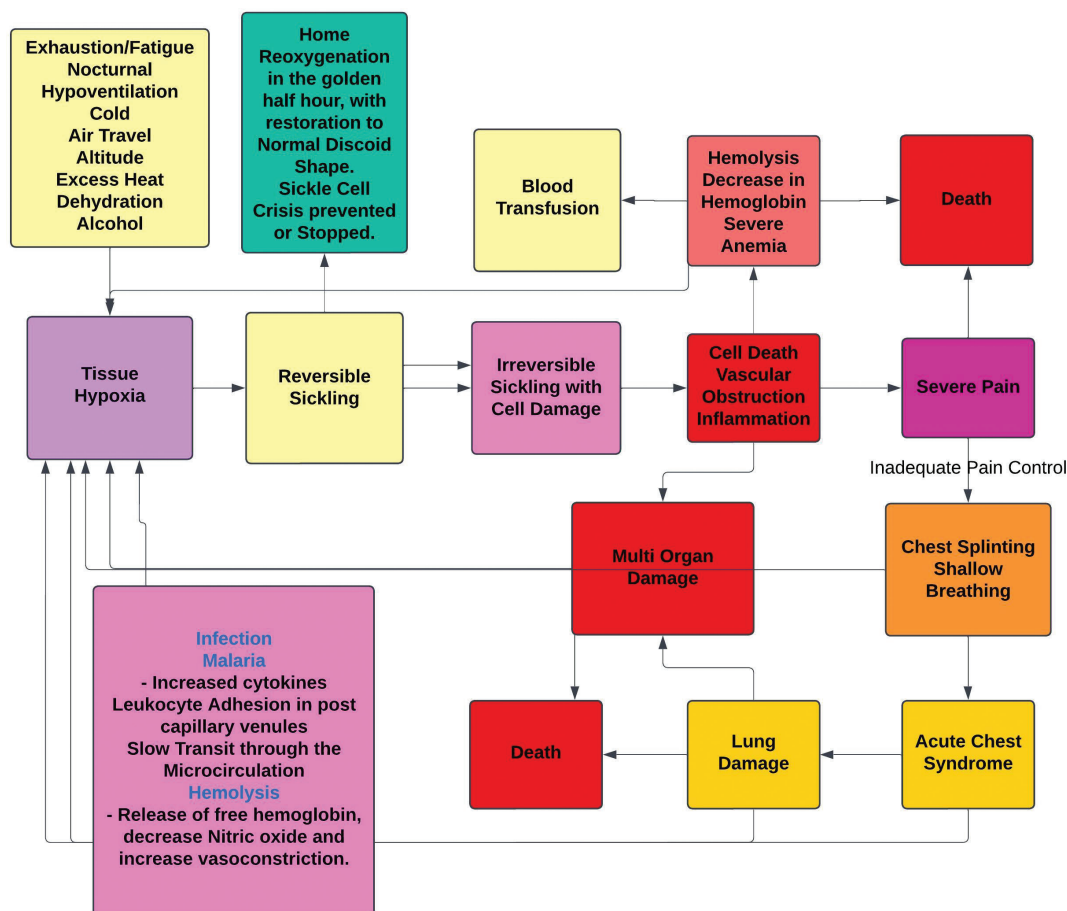 Exhaustion/Fatigue
Nocturnal
Hypoventilation
Cold
Air Travel
Altitude
Excess Heat
Dehydration
Alcohol
Home
Reoxygenation
in the golden
half hour, with
restoration to
Normal Discoid
Shape.
Sickle Cell
Crisis prevented
or Stopped.
Blood
Transfusion
Hemolysis
Decrease in
Hemoglobin
Severe
Anemia
Death
Tissue
Hypoxia
Reversible
Sickling
Irreversible
Sickling with
Cell Damage
Cell Death
Vascular
Obstruction
Inflammation
Severe Pain
Inadequate Pain Control
Multi Organ
Damage
Chest Splinting
Shallow
Breathing
Infection
Malaria
- Increased cytokines
Leukocyte Adhesion in post
capillary venules
Slow Transit through the
Microcirculation
Hemolysis
- Release of free hemoglobin,
decrease Nitric oxide and
increase vasoconstriction.
Death
Lung
Damage
Acute Chest
Syndrome